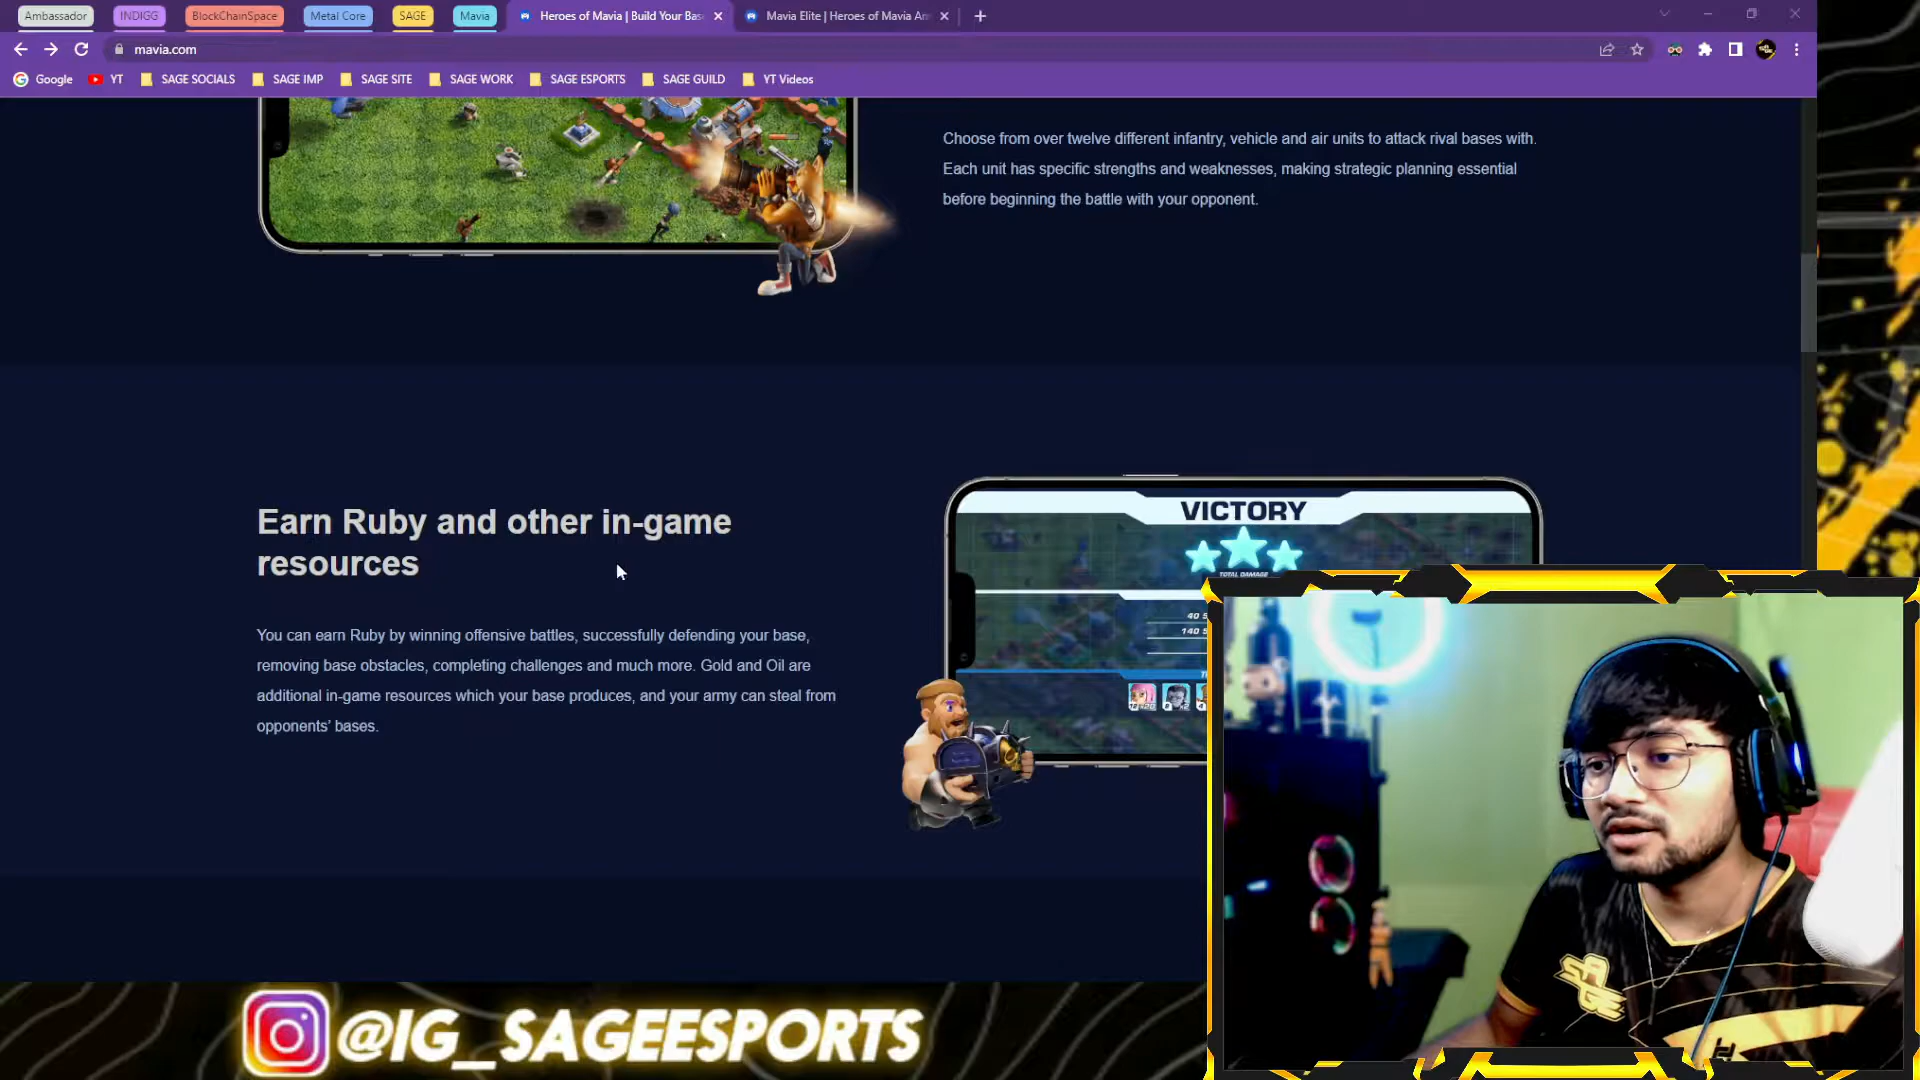 Ambassador
INDIGG
BlockChainSpace
Metal Core
SAGE
Mavia
Heroes of Mavia | Build Your Bas
Mavia Elite | Heroes of Mavia An
mavia.com
Google
YT
SAGE SOCIALS
SAGE IMP
SAGE SITE
SAGE WORK
SAGE ESPORTS
SAGE GUILD
YT Videos
Choose from over twelve different infantry, vehicle and air units to attack rival bases with.
Each unit has specific strengths and weaknesses, making strategic planning essential
before beginning the battle with your opponent.
Earn Ruby and other in-game
resources
You can earn Ruby by winning offensive battles, successfully defending your base,
removing base obstacles, completing challenges and much more. Gold and Oil are
additional in-game resources which your base produces, and your army can steal from
opponents' bases.
VICTORY
TOTAL DAMAGE
40
140
SAGE
@IG_SAGEESPORTS